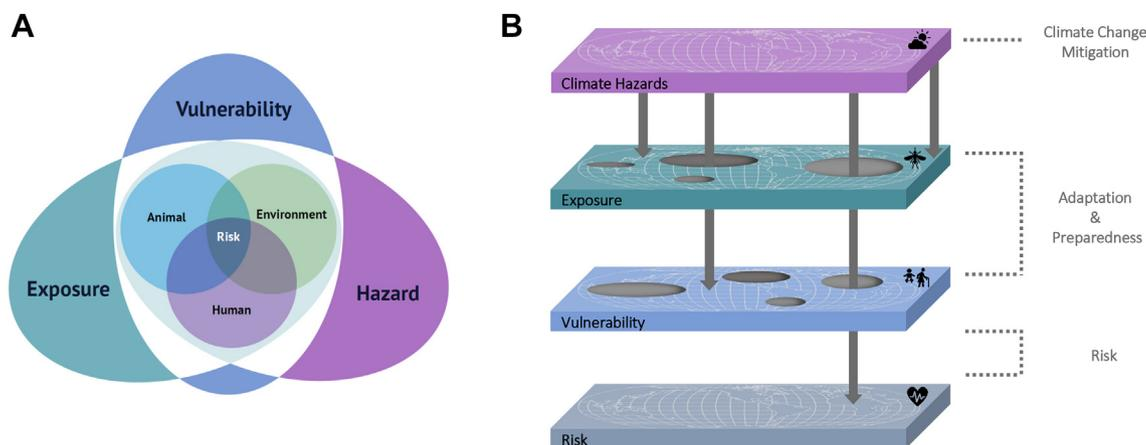 A
Vulnerability
Animal
Environment
Risk
Human
Exposure
Hazard
B
Climate Hazards
Climate Change
Mitigation
Exposure
Adaptation
&
Preparedness
Vulnerability
Risk
Risk